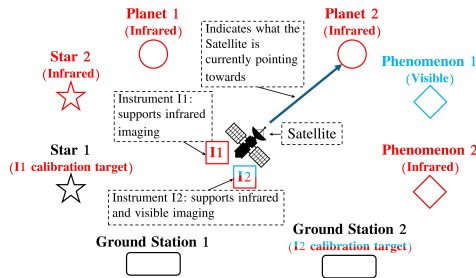 Planet 1
(Infrared)
Indicates what the
Satellite is
currently pointing
towards
Planet 2
(Infrared)
Star 2
(Infrared)
Phenomenon 1
(Visible)
Instrument I1:
supports infrared
imaging
Satellite
I1
I2
Star 1
(I1 calibration target)
Phenomenon 2
(Infrared)
Instrument I2: supports infrared
and visible imaging
Ground Station 1
Ground Station 2
(I2 calibration target)